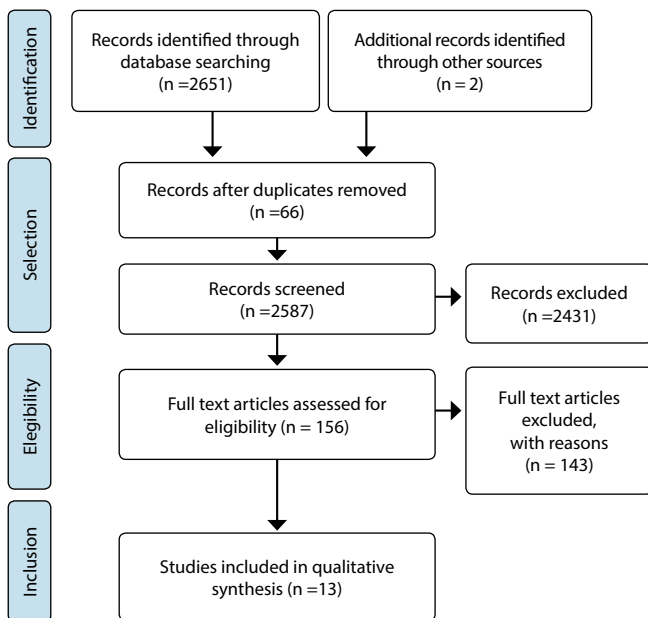 Identification
Records identified through
database searching
(n =2651)
Additional records identified
through other sources
(n = 2)
Selection
Records after duplicates removed
(n =66)
Records screened
(n =2587)
Records excluded
(n =2431)
Elegibility
Full text articles assessed for
eligibility (n = 156)
Full text articles
excluded,
with reasons
(n = 143)
Inclusion
Studies included in qualitative
synthesis (n =13)